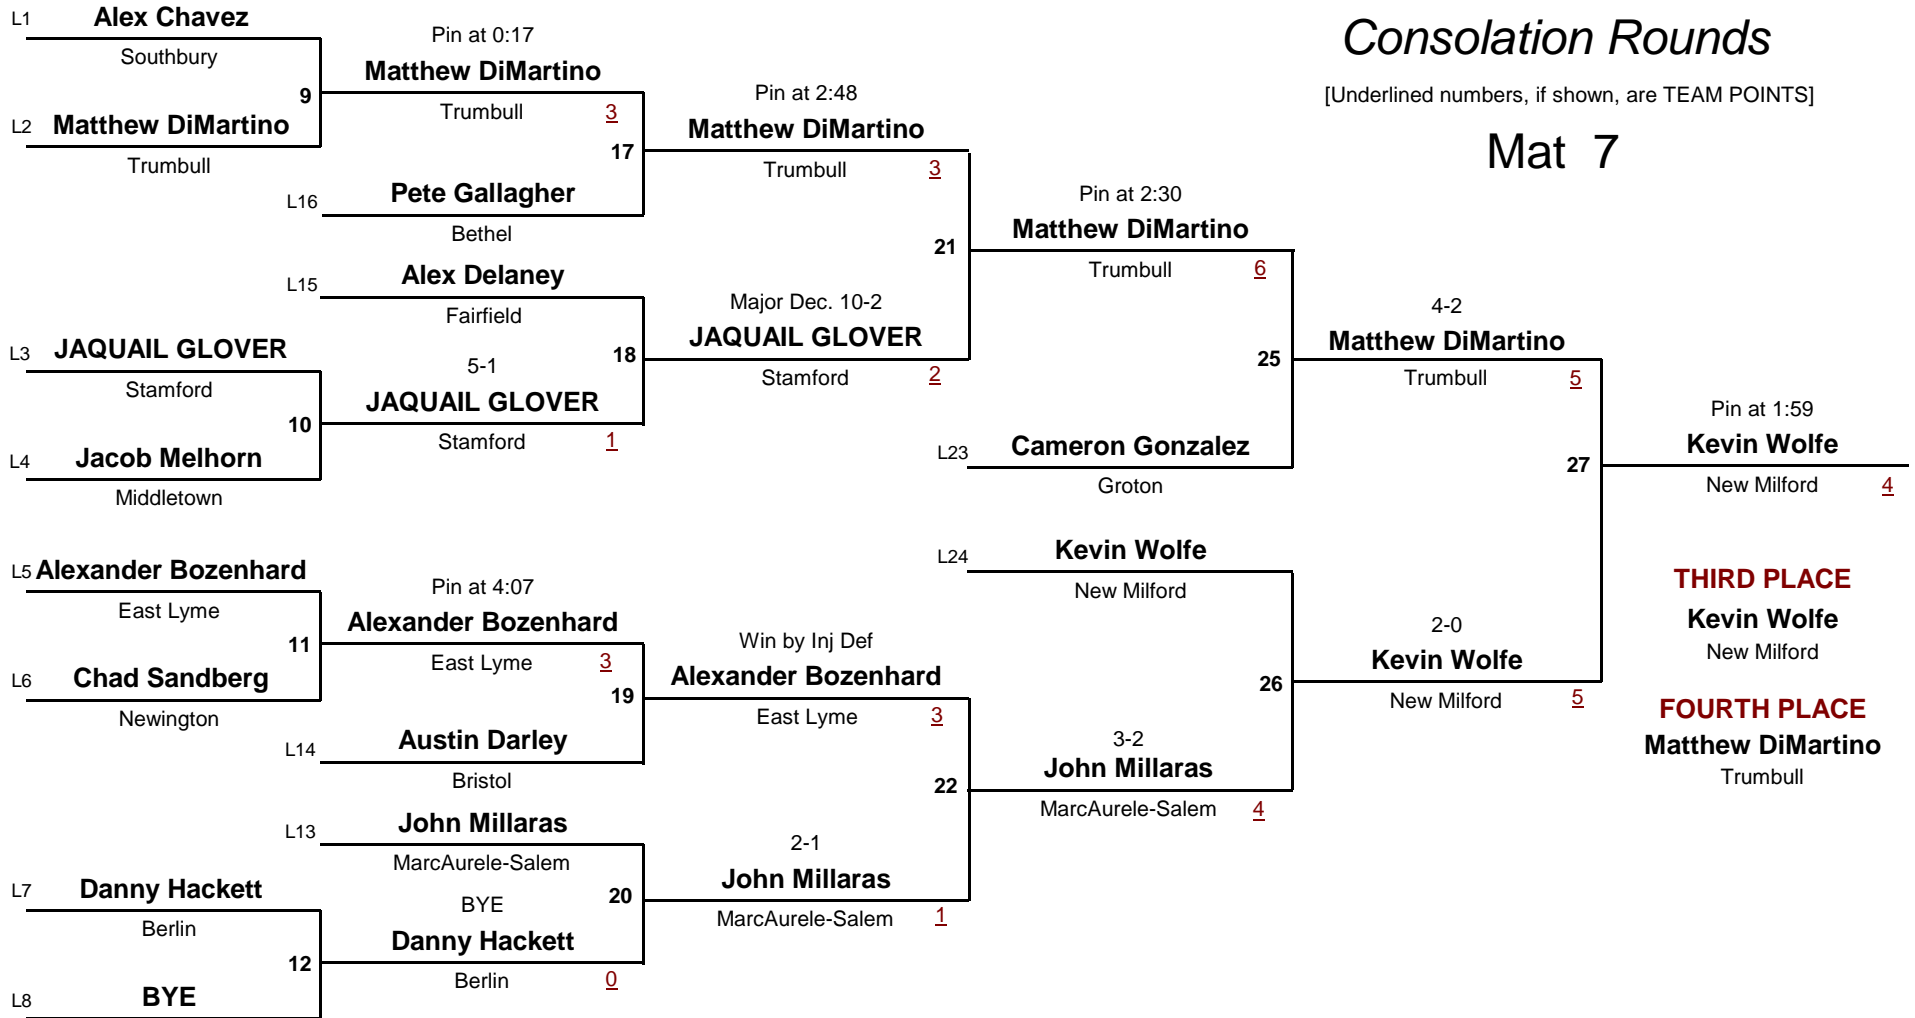 Consolation Rounds
[Underlined numbers, if shown, are TEAM POINTS]
Mat 7
L1 Alex Chavez
Southbury
9
L2 Matthew DiMartino
Trumbull
Pin at 0:17
Matthew DiMartino
Trumbull 3
17
L16 Pete Gallagher
Bethel
Pin at 2:48
Matthew DiMartino
Trumbull 3
21
L15 Alex Delaney
Fairfield
18
L3 JAQUAIL GLOVER
Stamford
10
L4 Jacob Melhorn
Middletown
5-1
JAQUAIL GLOVER
Stamford 1
Major Dec. 10-2
JAQUAIL GLOVER
Stamford 2
Pin at 2:30
Matthew DiMartino
Trumbull 6
25
L23 Cameron Gonzalez
Groton
4-2
Matthew DiMartino
Trumbull 5
27
Pin at 1:59
Kevin Wolfe
New Milford 4
L5 Alexander Bozenhard
East Lyme
11
L6 Chad Sandberg
Newington
Pin at 4:07
Alexander Bozenhard
East Lyme 3
19
L14 Austin Darley
Bristol
Win by Inj Def
Alexander Bozenhard
East Lyme 3
22
L13 John Millaras
MarcAurele-Salem
20
L7 Danny Hackett
Berlin
12
L8 BYE
BYE
Danny Hackett
Berlin 0
2-1
John Millaras
MarcAurele-Salem 1
L24 Kevin Wolfe
New Milford
26
3-2
John Millaras
MarcAurele-Salem 4
2-0
Kevin Wolfe
New Milford 5
THIRD PLACE
Kevin Wolfe
New Milford
FOURTH PLACE
Matthew DiMartino
Trumbull